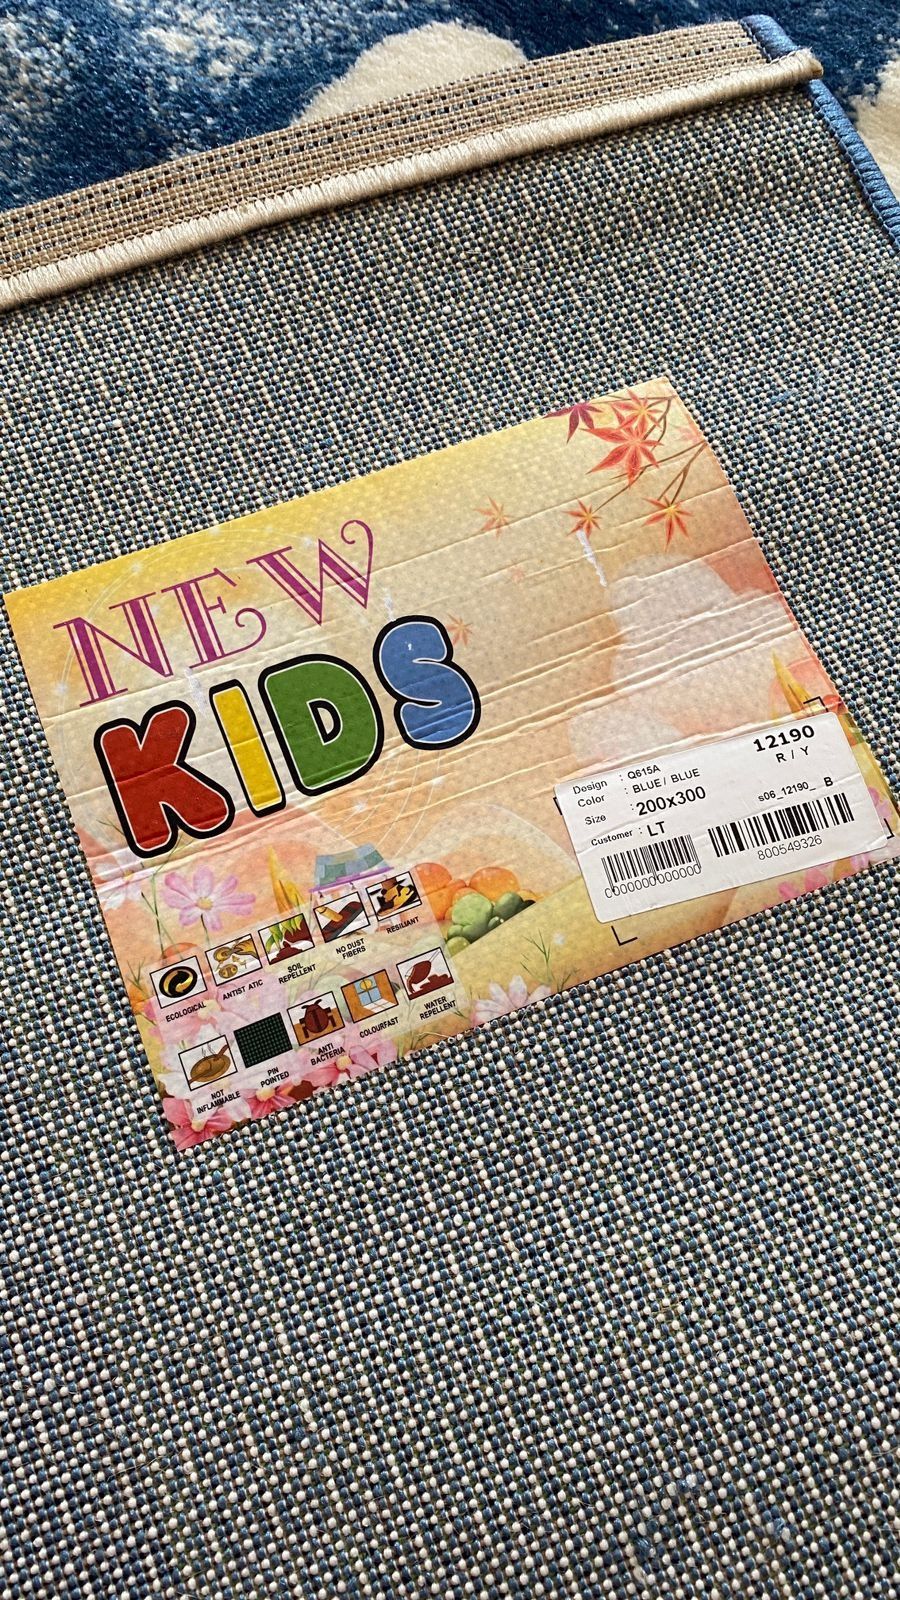 NEW
KIDS
12190
R / Y
Design : Q615A
Color : BLUE / BLUE
Size : 200x300
Customer : LT
s06_12190_ B
000000000000
800549326
ECOLOGICAL
ANTIST ATIC
SOIL REPELLENT
NO DUST FIBERS
RESILIANT
NOT INFLAMMABLE
PIN POINTED
ANTI BACTERIA
COLOURFAST
WATER REPELLENT